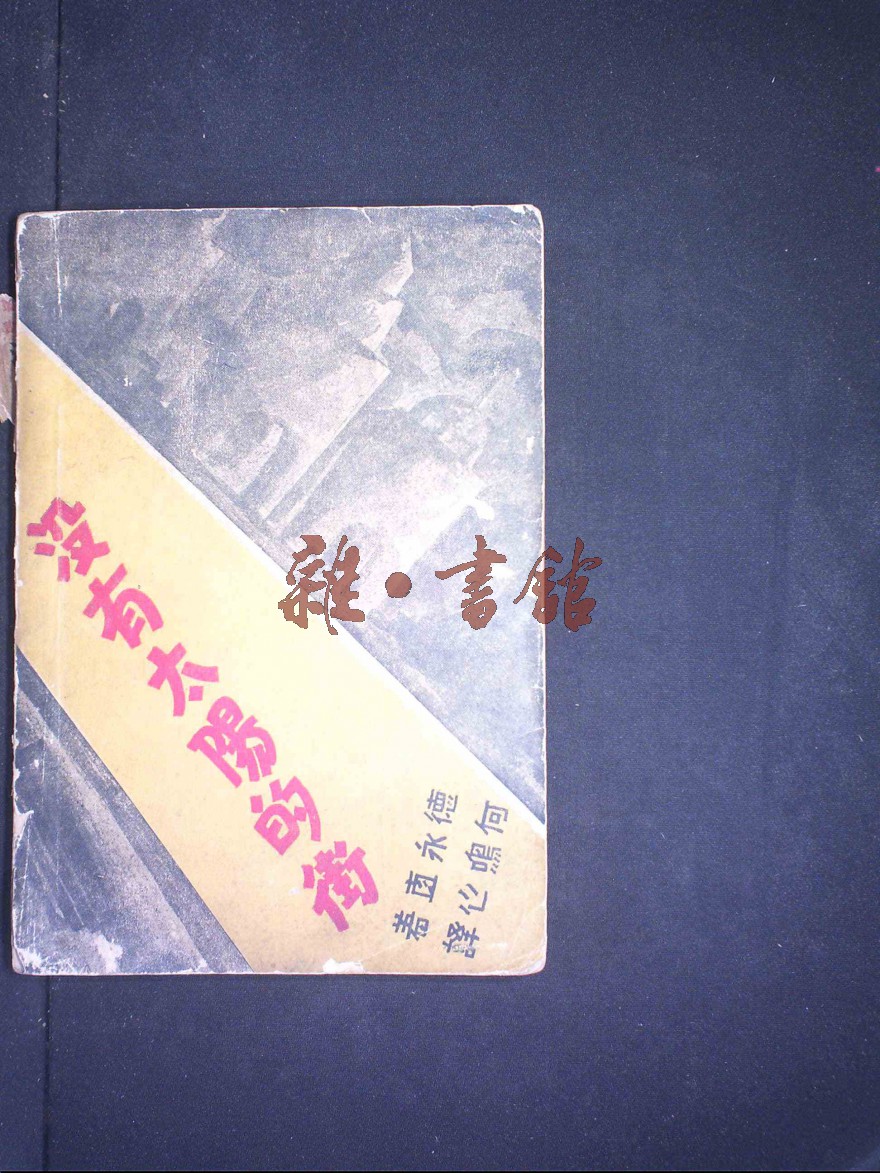 沒有太陽的街
德永直著
何鳴心譯
雜·書館